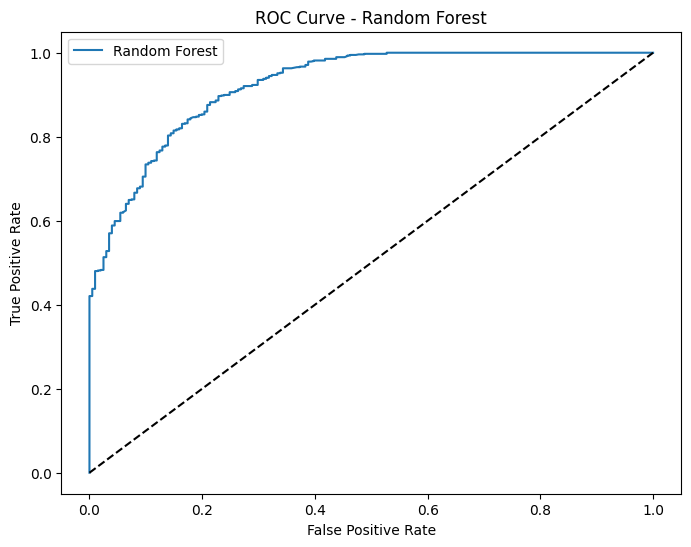 ROC Curve - Random Forest
Random Forest
1.0
0.8
0.6
0.4
0.2
0.0
True Positive Rate
0.0 0.2 0.4 0.6 0.8 1.0
False Positive Rate